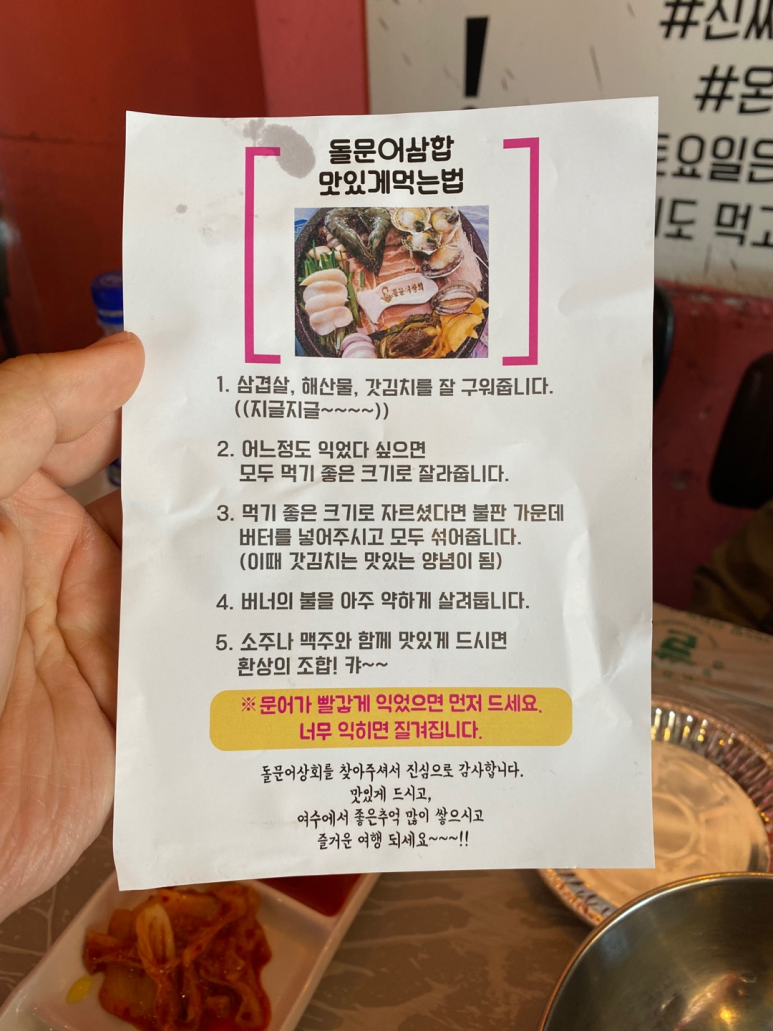 #진짜
#온
토요일은
도 먹고
돌문어삼합
맛있게먹는법
돌문어상회
1. 삼겹살, 해산물, 갓김치를 잘 구워줍니다.
((지글지글~~~~))
2. 어느정도 익었다 싶으면
모두 먹기 좋은 크기로 잘라줍니다.
3. 먹기 좋은 크기로 자르셨다면 불판 가운데
버터를 넣어주시고 모두 섞어줍니다.
(이때 갓김치는 맛있는 양념이 됨)
4. 버너의 불을 아주 약하게 살려둡니다.
5. 소주나 맥주와 함께 맛있게 드시면
환상의 조합! 캬~~
※ 문어가 빨갛게 익었으면 먼저 드세요.
너무 익히면 질겨집니다.
돌문어상회를 찾아주셔서 진심으로 감사합니다.
맛있게 드시고,
여수에서 좋은추억 많이 쌓으시고
즐거운 여행 되세요~~~!!